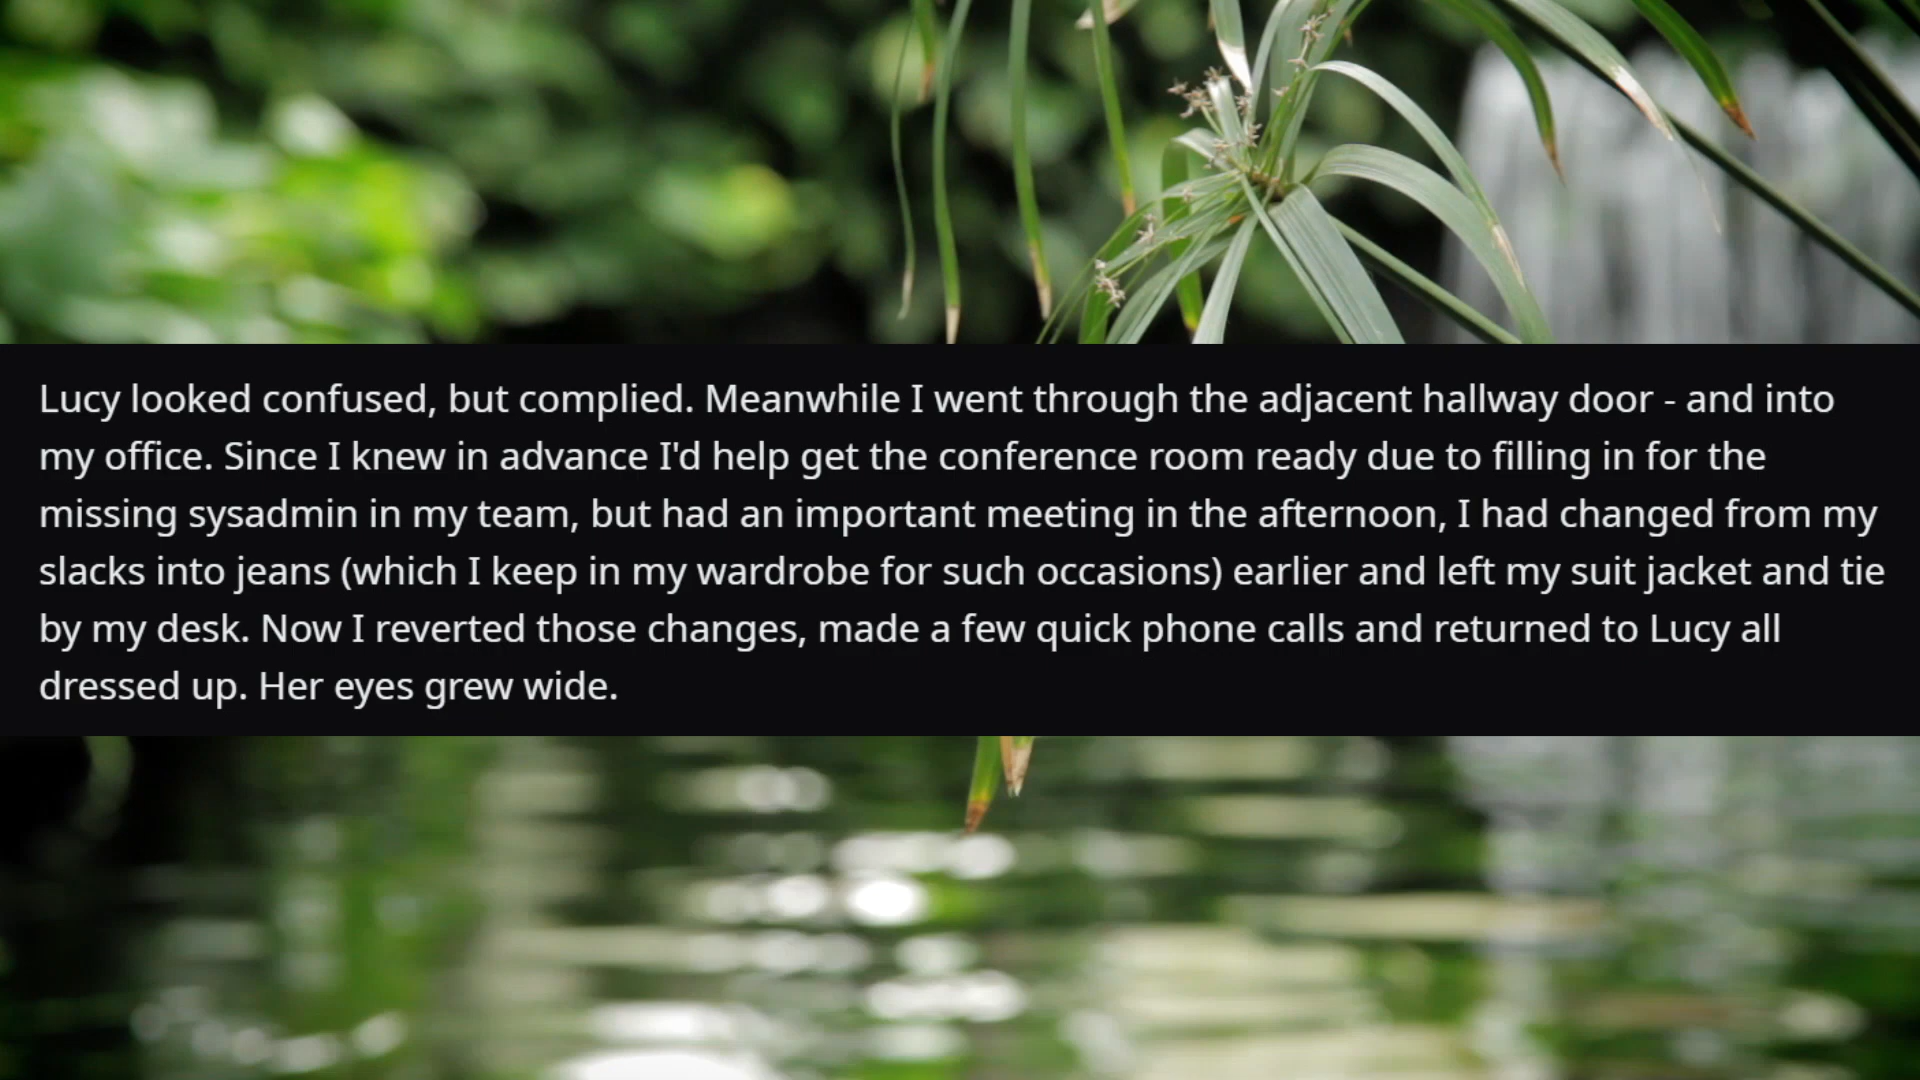 Lucy looked confused, but complied. Meanwhile I went through the adjacent hallway door - and into
my office. Since I knew in advance I'd help get the conference room ready due to filling in for the
missing sysadmin in my team, but had an important meeting in the afternoon, I had changed from my
slacks into jeans (which I keep in my wardrobe for such occasions) earlier and left my suit jacket and tie
by my desk. Now I reverted those changes, made a few quick phone calls and returned to Lucy all
dressed up. Her eyes grew wide.